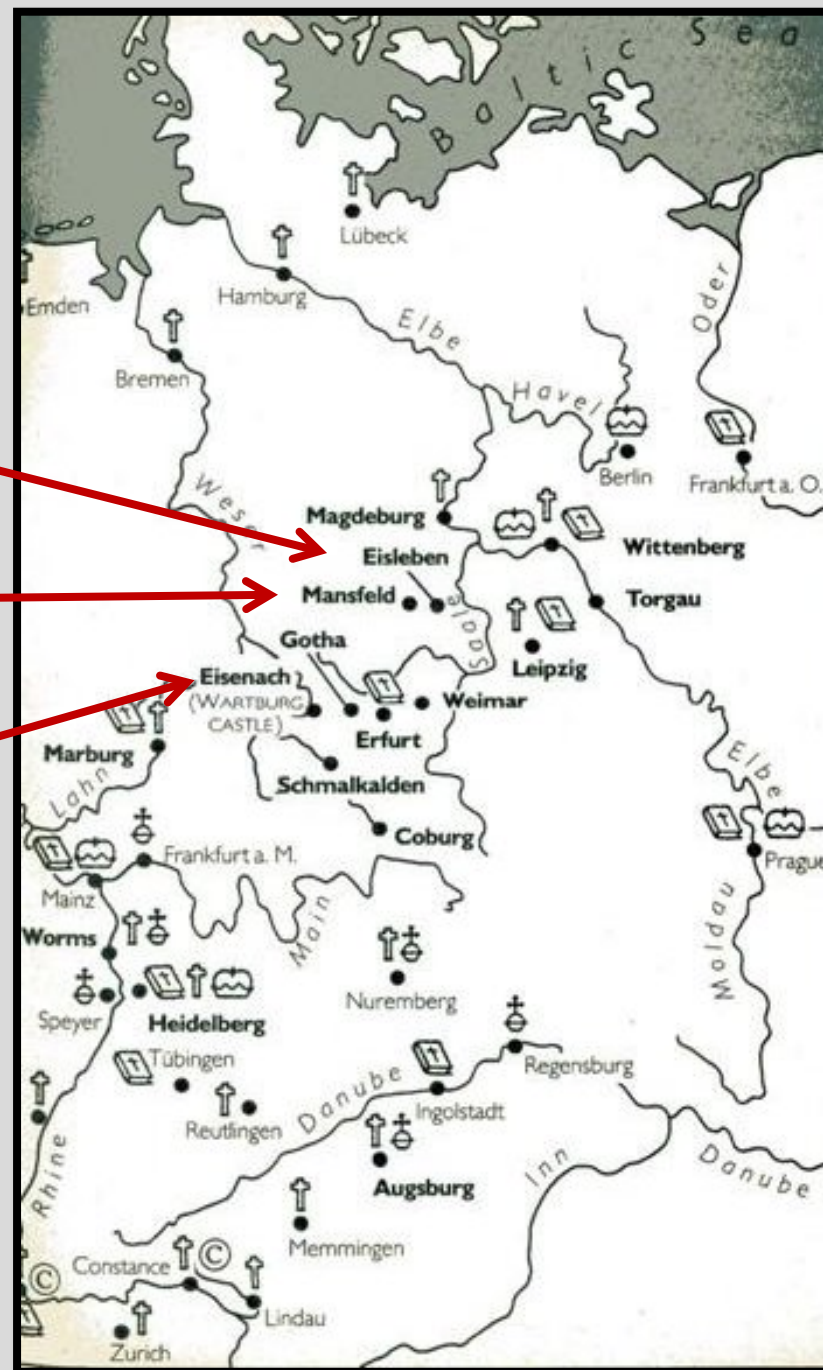 Baltic Sea
Lübeck
Hamburg
Emden
Elbe
Oder
Bremen
Havel
Berlin
Frankfurt a. O.
Weser
Magdeburg
Wittenberg
Eisleben
Mansfeld
Torgau
Saale
Gotha
Leipzig
Eisenach
(WARTBURG
CASTLE)
Weimar
Erfurt
Marburg
Lahn
Schmalkalden
Elbe
Coburg
Frankfurt a. M.
Prague
Mainz
Main
Worms
Moldau
Nuremberg
Speyer
Heidelberg
Tübingen
Regensburg
Danube
Ingolstadt
Reutlingen
Rhine
Augsburg
Inn
Danube
Memmingen
Constance
©
©
Lindau
Zurich